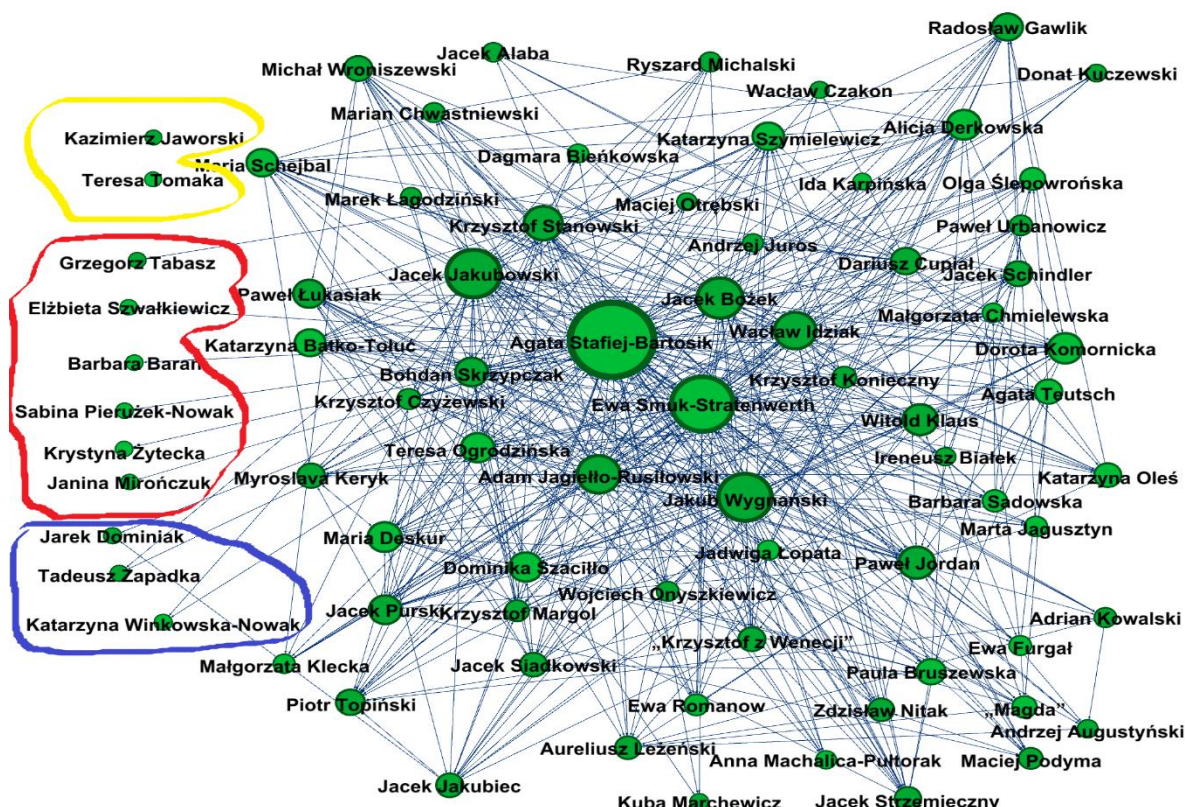 Radosław Gawlik
Jacek Alaba
Ryszard Michalski
Michał Wroniszewski
Donat Kuczewski
Wacław Czakon
Marian Chwastniewski
Katarzyna Szymielewicz
Alicja Derkowska
Kazimierz Jaworski
Maria Schejbal
Dagmara Bieńkowska
Teresa Tomaka
Ida Karpińska
Olga Ślepowrońska
Marek Łagodziński
Maciej Otrębski
Krzysztof Stanowski
Paweł Urbanowicz
Andrzej Juros
Grzegorz Tabasz
Dariusz Cupiał
Jacek Jakubowski
Jacek Schindler
Paweł Łukasiak
Jacek Bożek
Elżbieta Szwałkiewicz
Małgorzata Chmielewska
Wacław Idziak
Katarzyna Batko-Tołuć
Agata Stafiej-Bartosik
Dorota Komornicka
Barbara Baran
Bohdan Skrzypczak
Krzysztof Konieczny
Agata Teutsch
Krzysztof Czyżewski
Ewa Smuk-Stratenwerth
Sabina Pierużek-Nowak
Witold Klaus
Teresa Ogrodzińska
Krystyna Żytecka
Ireneusz Białek
Myroslava Keryk
Adam Jagiełło-Rusiłowski
Katarzyna Oleś
Janina Mirończuk
Jakub Wygnański
Barbara Sadowska
Marta Jagusztyn
Jarek Dominiak
Maria Deskur
Jadwiga Łopata
Paweł Jordan
Tadeusz Zapadka
Dominika Szaciłło
Wojciech Onyszkiewicz
Jacek Purski
Krzysztof Margol
Adrian Kowalski
Katarzyna Winkowska-Nowak
„Krzysztof z Wenecji”
Ewa Furgał
Małgorzata Klecka
Jacek Siadkowski
Paula Bruszewska
Piotr Topiński
Ewa Romanow
Zdzisław Nitak
„Magda”
Andrzej Augustyński
Aureliusz Leżeński
Anna Machalica-Pułtorak
Maciej Podyma
Jacek Jakubiec
Kuba Marchewicz
Jacek Strzemieczny